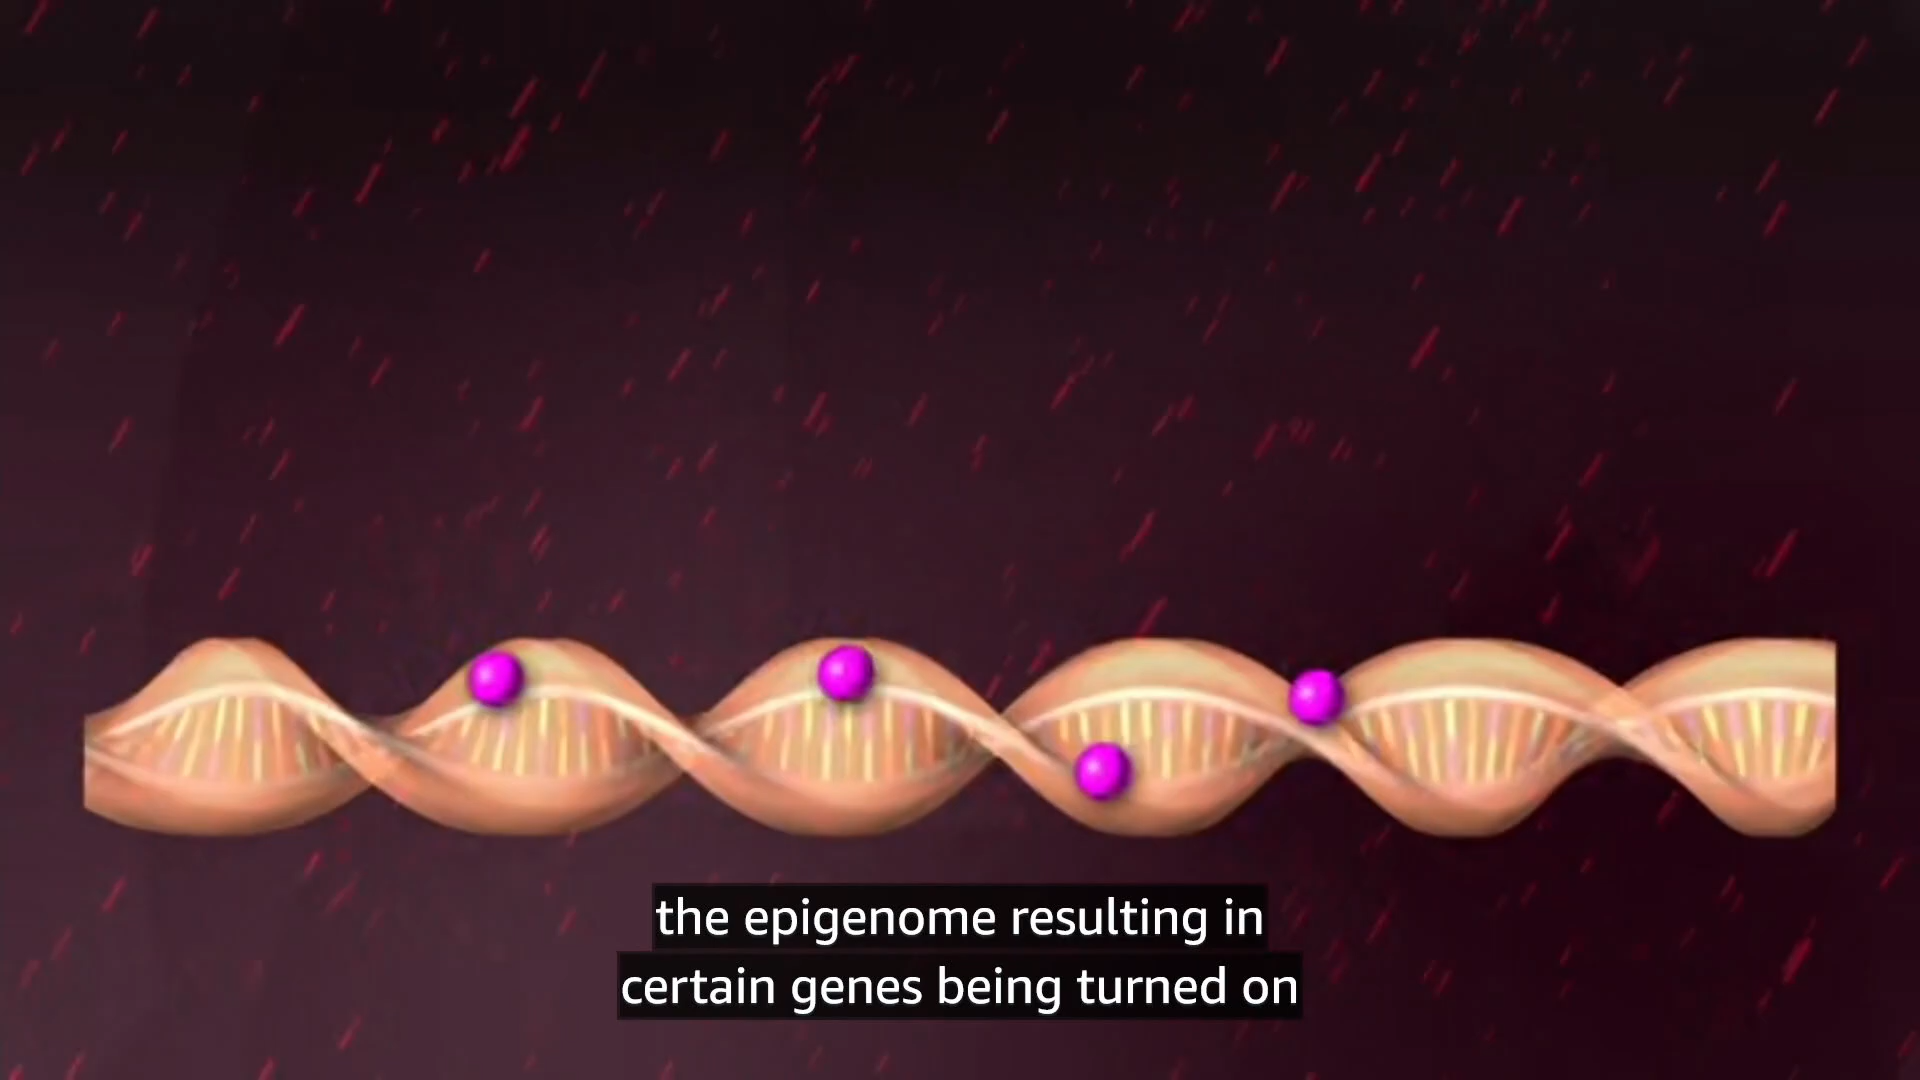 the epigenome resulting in
certain genes being turned on